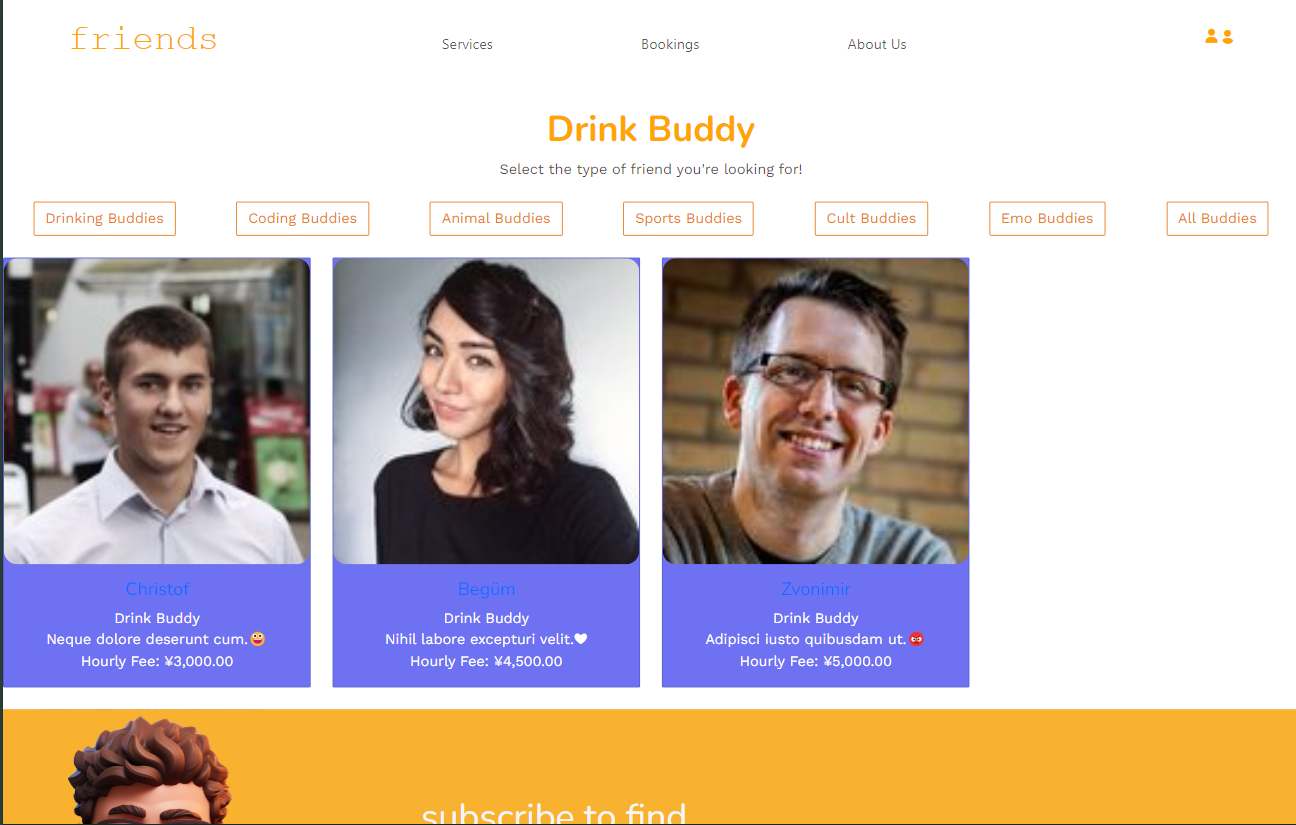 friends
Services
Bookings
About Us
Drink Buddy
Select the type of friend you're looking for!
Drinking Buddies
Coding Buddies
Animal Buddies
Sports Buddies
Cult Buddies
Emo Buddies
All Buddies
Christof
Drink Buddy
Neque dolore deserunt cum.
Hourly Fee: ¥3,000.00
Begüm
Drink Buddy
Nihil labore excepturi velit.
Hourly Fee: ¥4,500.00
Zvonimir
Drink Buddy
Adipisci iusto quibusdam ut.
Hourly Fee: ¥5,000.00
subscribe to find